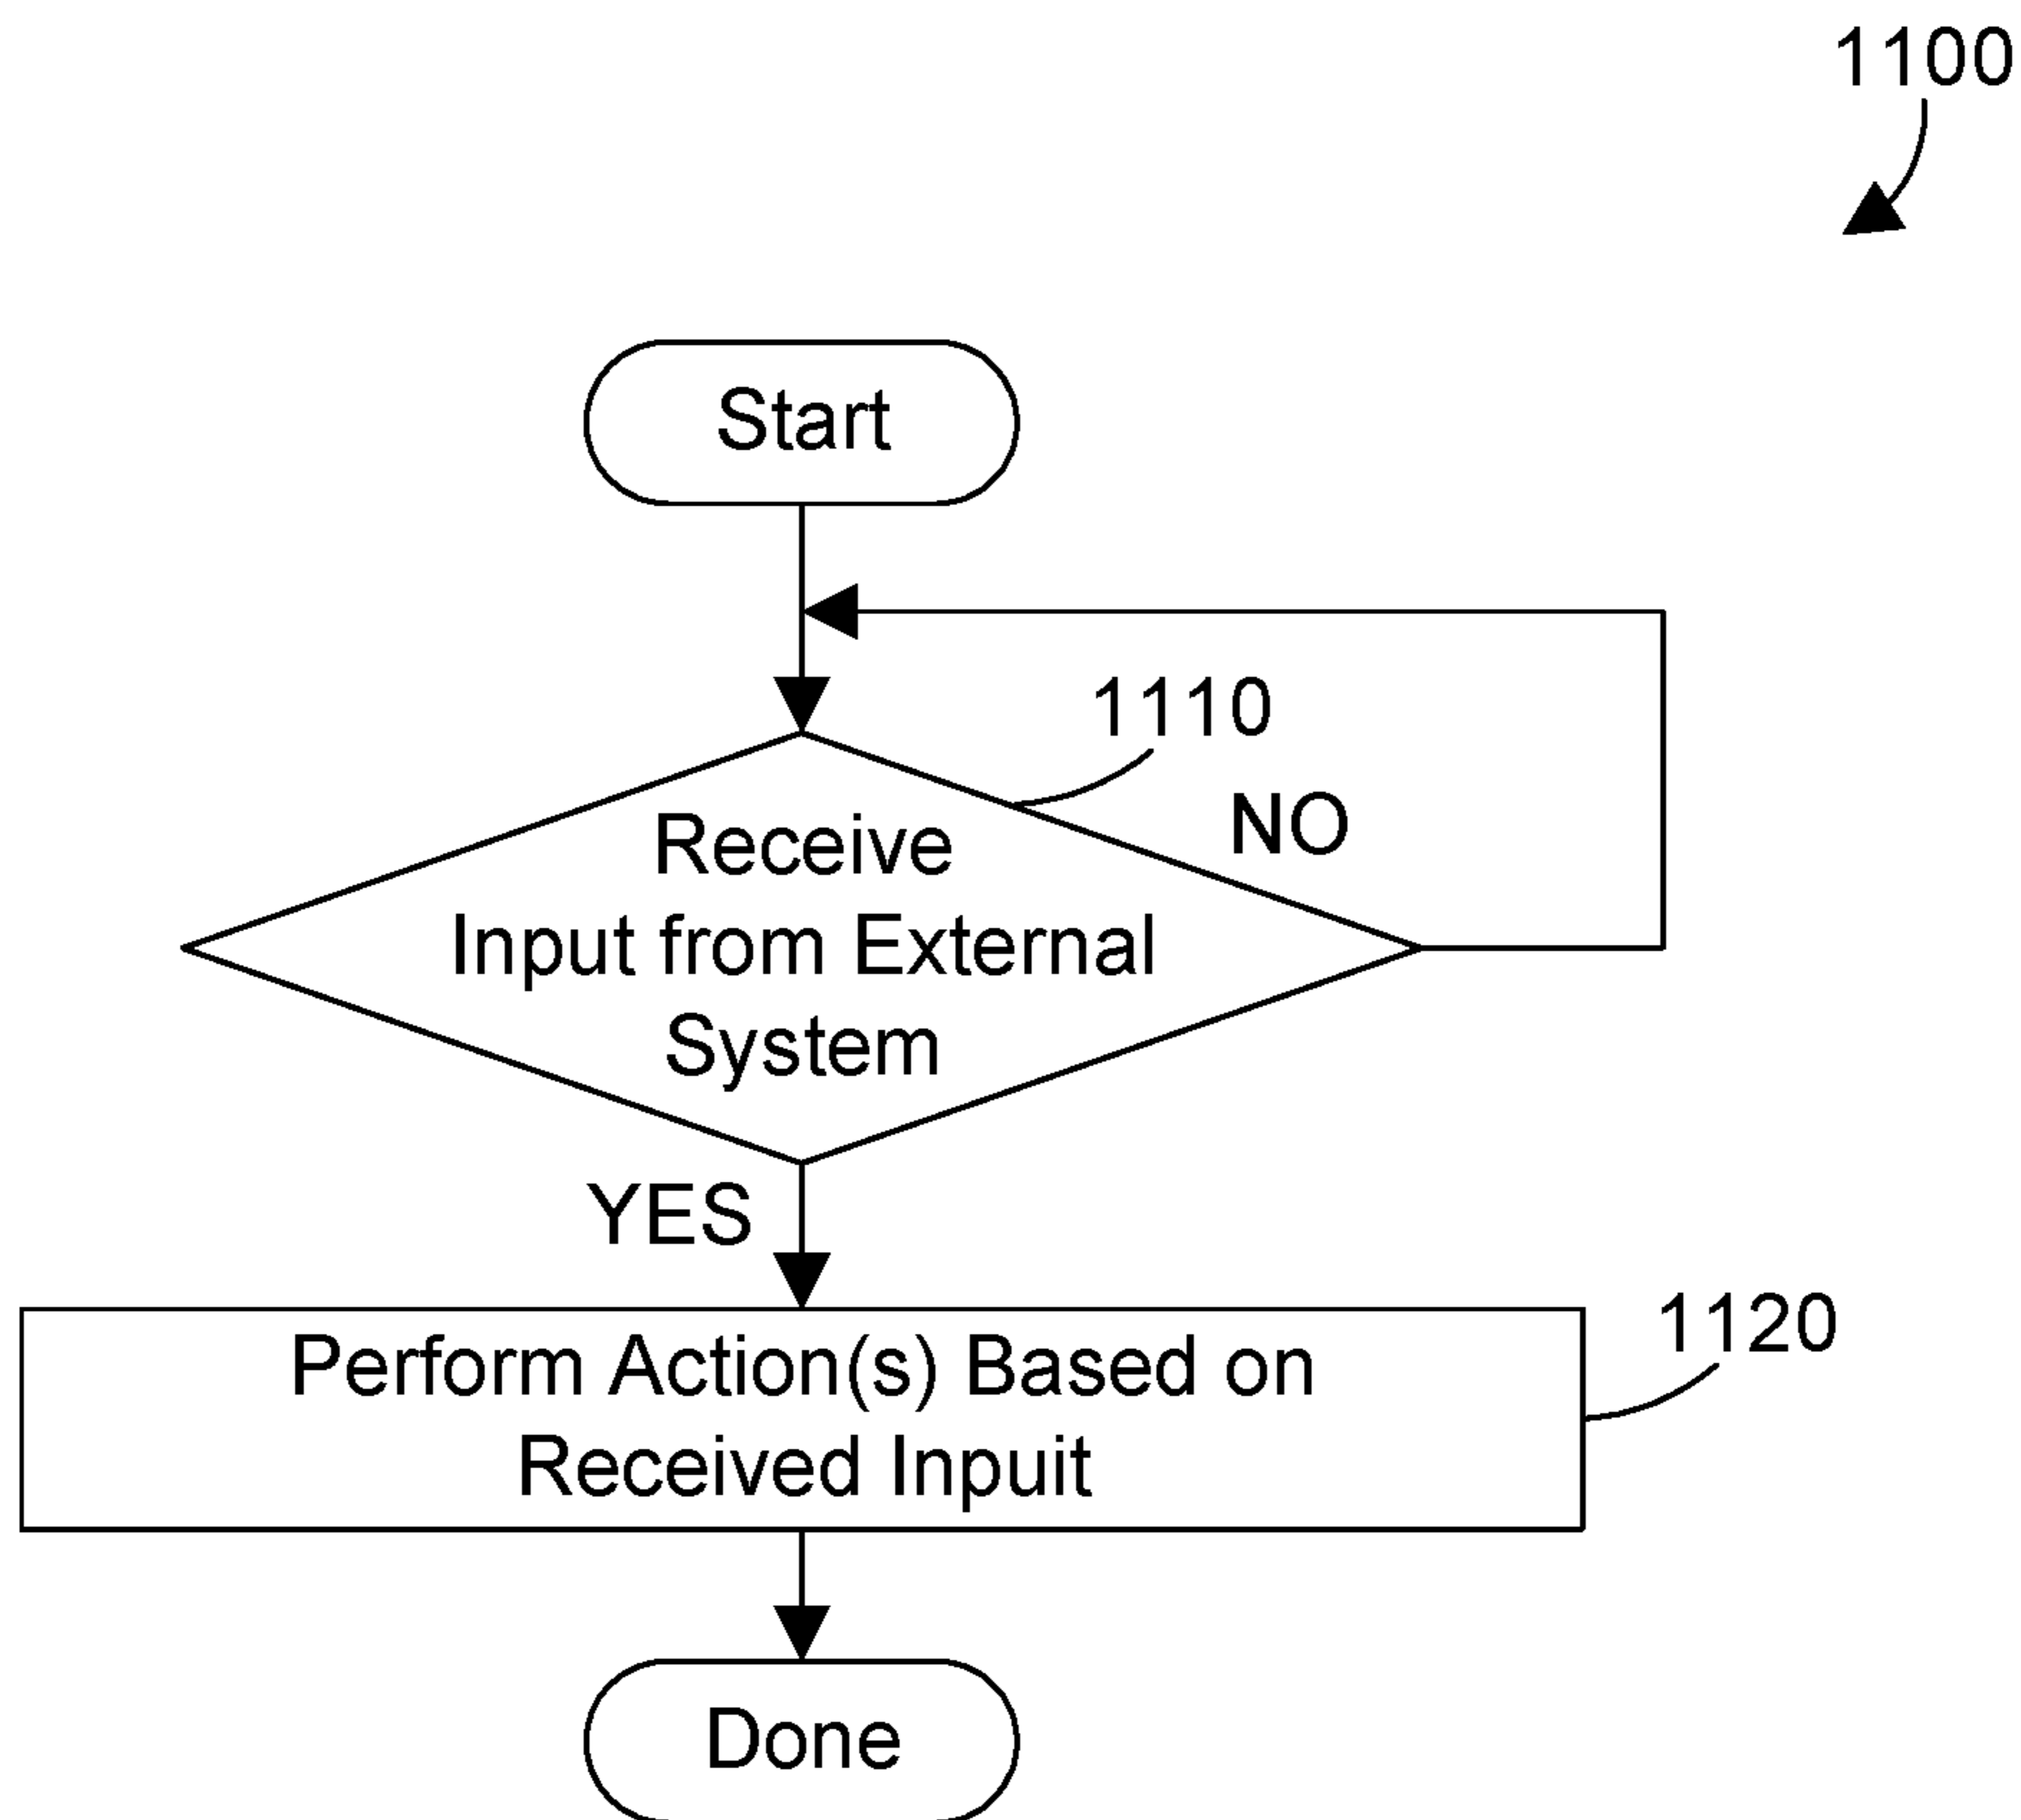 1100
Start
1110
NO
Receive
Input from External
System
YES
Perform Action(s) Based on
Received Inpuit
1120
Done